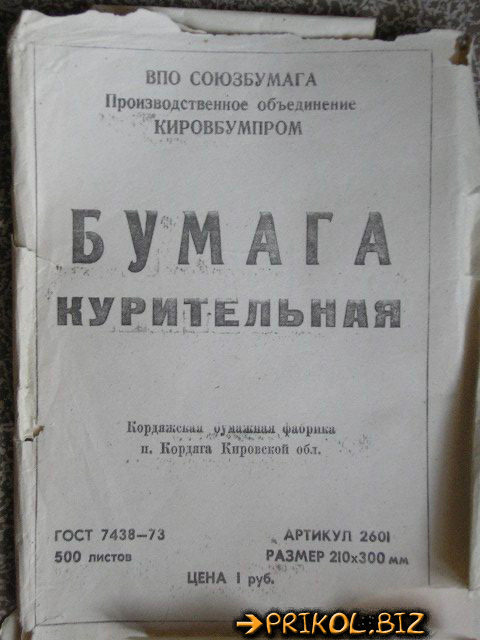 ВПО СОЮЗБУМАГА
Производственное объединение
КИРОВБУМПРОМ
БУМАГА
КУРИТЕЛЬНАЯ
Кордяжская бумажная фабрика
п. Кордяга Кировской обл.
ГОСТ 7438—73
АРТИКУЛ 2601
500 листов
РАЗМЕР 210х300 мм
ЦЕНА 1 руб.
PRIKOL.BIZ